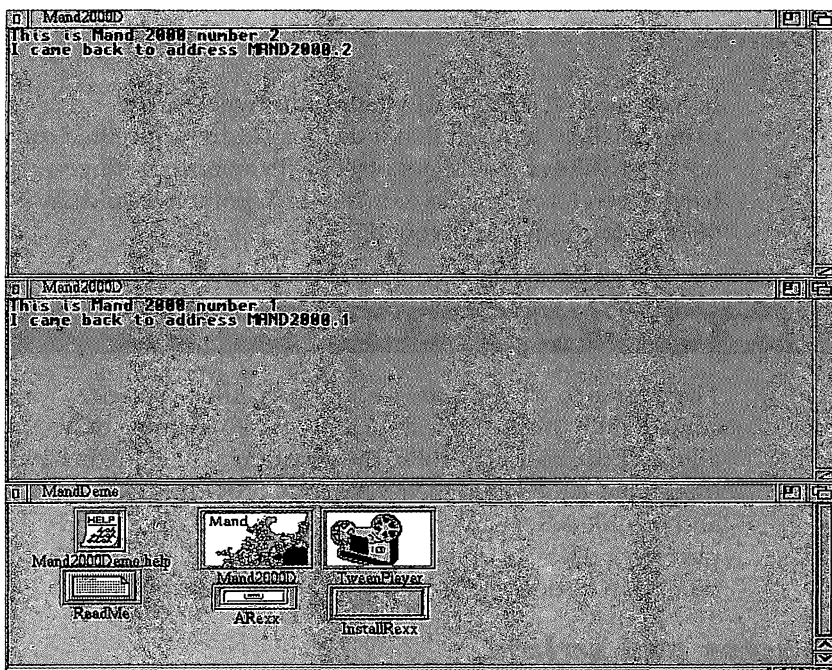 Mand2000D
This is Mand 2000 number 2
I came back to address MAND2000.2
Mand2000D
This is Mand 2000 number 1
I came back to address MAND2000.1
MandDemo
HELP
Mand
Mand2000Demo.help
Mand2000D
TweenPlayer
ReadMe
ARexx
InstallRexx